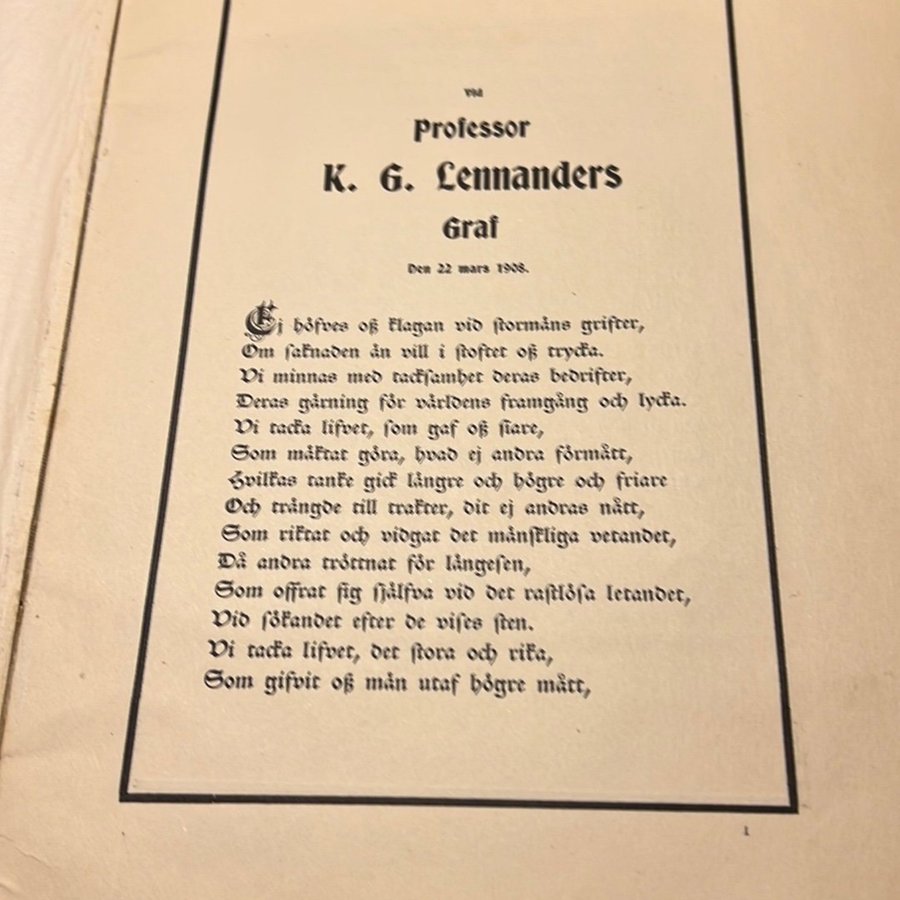 Vid
Professor
K. G. Lennanders
Graf
Den 22 mars 1908.
Ej höfves oß klagan vid ſtormäns grifter,
Om ſaknaden än vill i ſtoftet oß trycka.
Vi minnas med tackſamhet deras bedrifter,
Deras gärning för världens framgång och lycka.
Vi tacka lifvet, ſom gaf oß ſiare,
Som mäktat göra, hvad ej andra förmått,
Hvilkas tanke gick längre och högre och friare
Och trängde till trakter, dit ej andras nått,
Som riktat och vidgat det mänſkliga vetandet,
Då andra tröttnat för längeſen,
Som offrat ſig ſjälfva vid det raſtlöſa letandet,
Vid ſökandet efter de viſes ſten.
Vi tacka lifvet, det ſtora och rika,
Som gifvit oß män utaf högre mått,
1